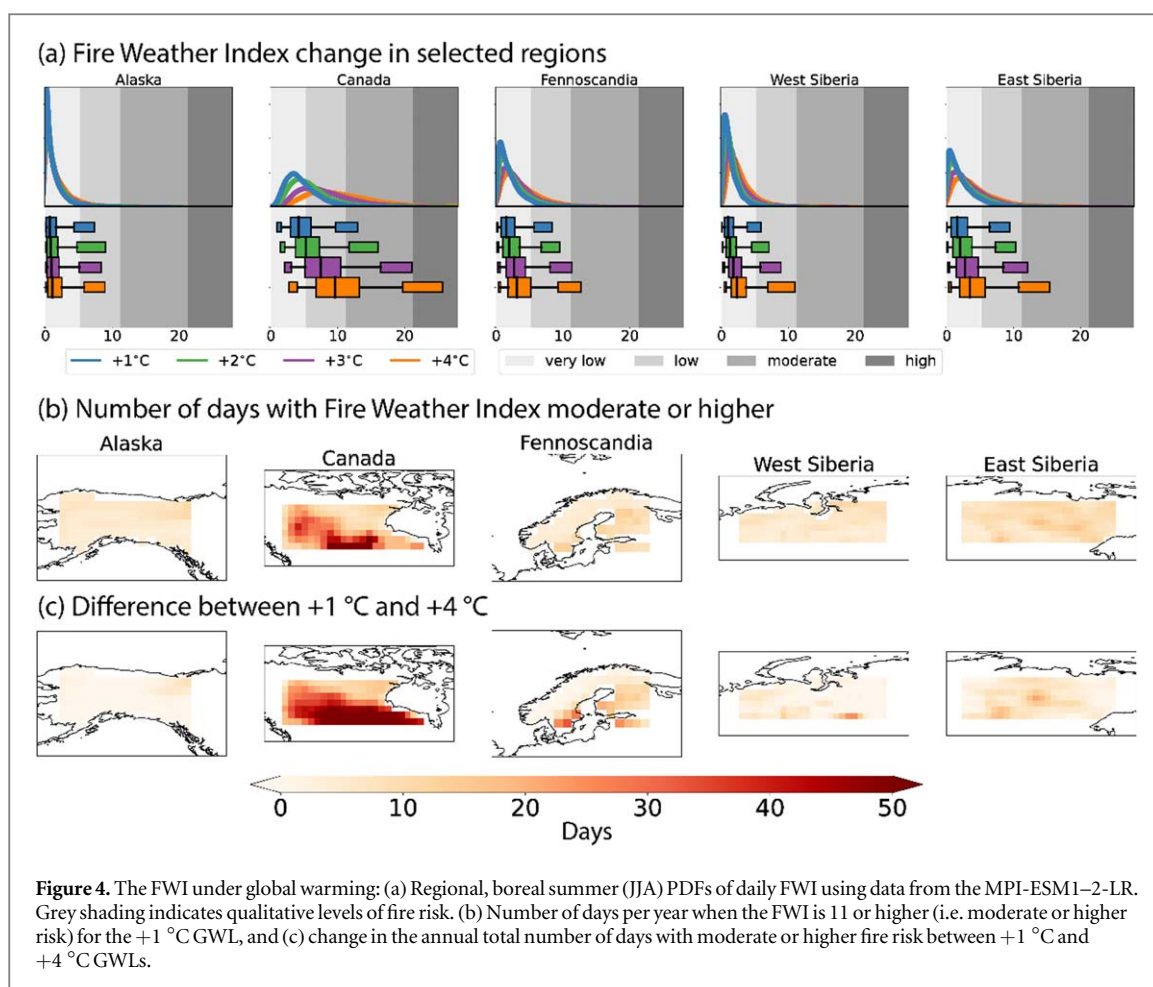 (a) Fire Weather Index change in selected regions
Alaska Canada Fennoscandia West Siberia East Siberia
0 10 20 0 10 20 0 10 20 0 10 20 0 10 20
+1°C +2°C +3°C +4°C very low low moderate high
(b) Number of days with Fire Weather Index moderate or higher
Alaska Canada Fennoscandia West Siberia East Siberia
(c) Difference between +1 °C and +4 °C
0 10 20 30 40 50
Days
Figure 4. The FWI under global warming: (a) Regional, boreal summer (JJA) PDFs of daily FWI using data from the MPI-ESM1–2-LR.
Grey shading indicates qualitative levels of fire risk. (b) Number of days per year when the FWI is 11 or higher (i.e. moderate or higher
risk) for the +1 °C GWL, and (c) change in the annual total number of days with moderate or higher fire risk between +1 °C and
+4 °C GWLs.